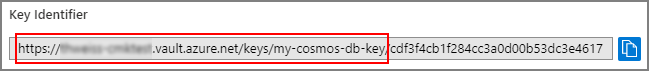 Key Identifier
https://.vault.azure.net/keys/my-cosmos-db-key/cdf3f4cb1f284cc3a0d00b53dc3e4617